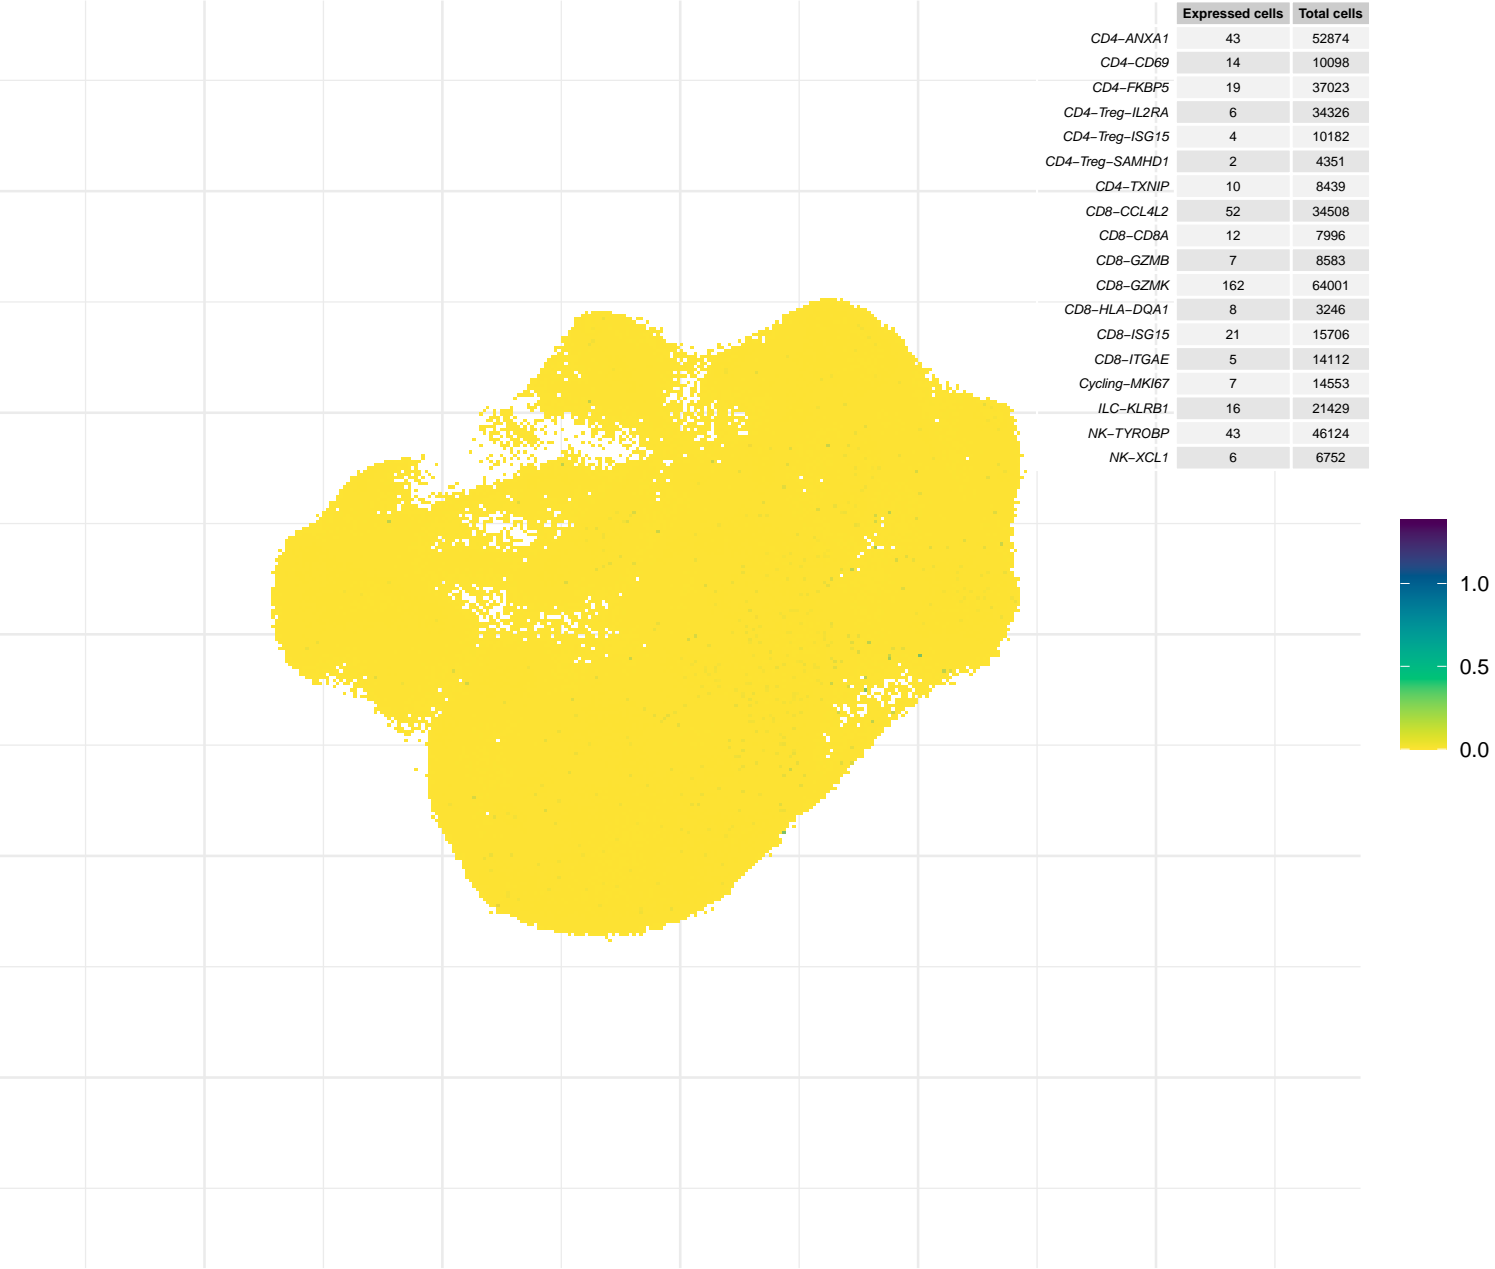 Expressed cells Total cells
CD4−ANXA1 43 52874
CD4−CD69 14 10098
CD4−FKBP5 19 37023
CD4−Treg−IL2RA 6 34326
CD4−Treg−ISG15 4 10182
CD4−Treg−SAMHD1 2 4351
CD4−TXNIP 10 8439
CD8−CCL4L2 52 34508
CD8−CD8A 12 7996
CD8−GZMB 7 8583
CD8−GZMK 162 64001
CD8−HLA−DQA1 8 3246
CD8−ISG15 21 15706
CD8−ITGAE 5 14112
Cycling−MKI67 7 14553
ILC−KLRB1 16 21429
NK−TYROBP 43 46124
NK−XCL1 6 6752
1.0
0.5
0.0